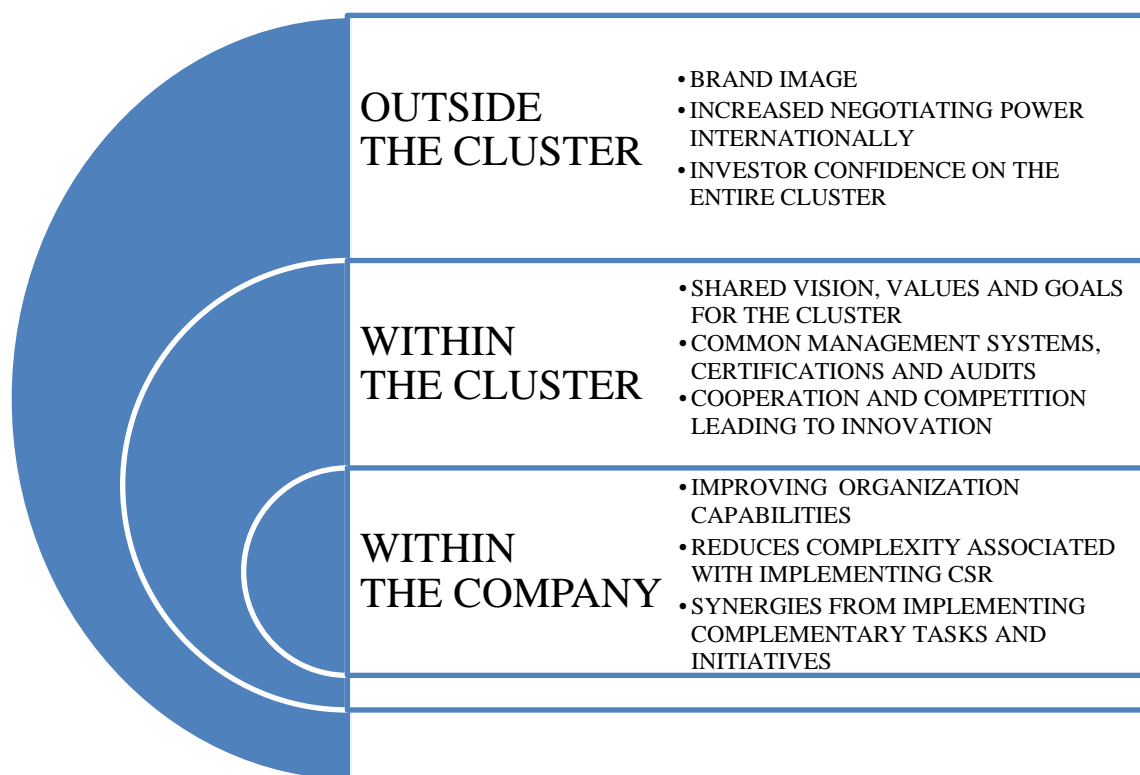 OUTSIDE
THE CLUSTER
• BRAND IMAGE
• INCREASED NEGOTIATING POWER
INTERNATIONALLY
• INVESTOR CONFIDENCE ON THE
ENTIRE CLUSTER
WITHIN
THE CLUSTER
• SHARED VISION, VALUES AND GOALS
FOR THE CLUSTER
• COMMON MANAGEMENT SYSTEMS,
CERTIFICATIONS AND AUDITS
• COOPERATION AND COMPETITION
LEADING TO INNOVATION
WITHIN
THE COMPANY
• IMPROVING ORGANIZATION
CAPABILITIES
• REDUCES COMPLEXITY ASSOCIATED
WITH IMPLEMENTING CSR
• SYNERGIES FROM IMPLEMENTING
COMPLEMENTARY TASKS AND
INITIATIVES